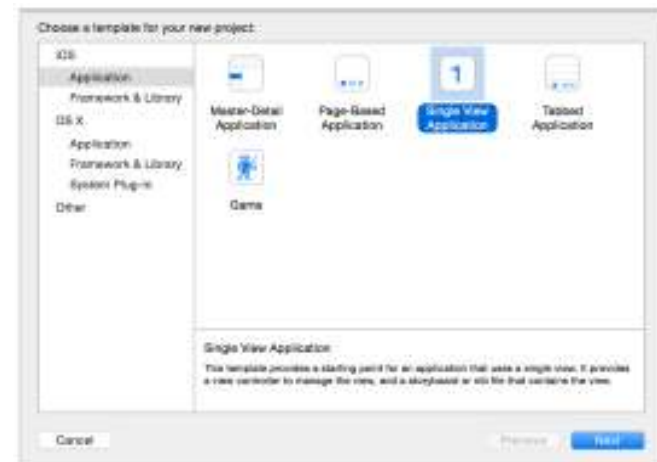 Choose a template for your new project:
iOS
Application
Framework & Library
OS X
Application
Framework & Library
System Plug-in
Other
Master-Detail
Application
Page-Based
Application
Single View
Application
Tabbed
Application
1
Game
Single View Application
This template provides a starting point for an application that uses a single view. It provides
a view controller to manage the view, and a storyboard or nib file that contains the view.
Cancel
Previous
Next